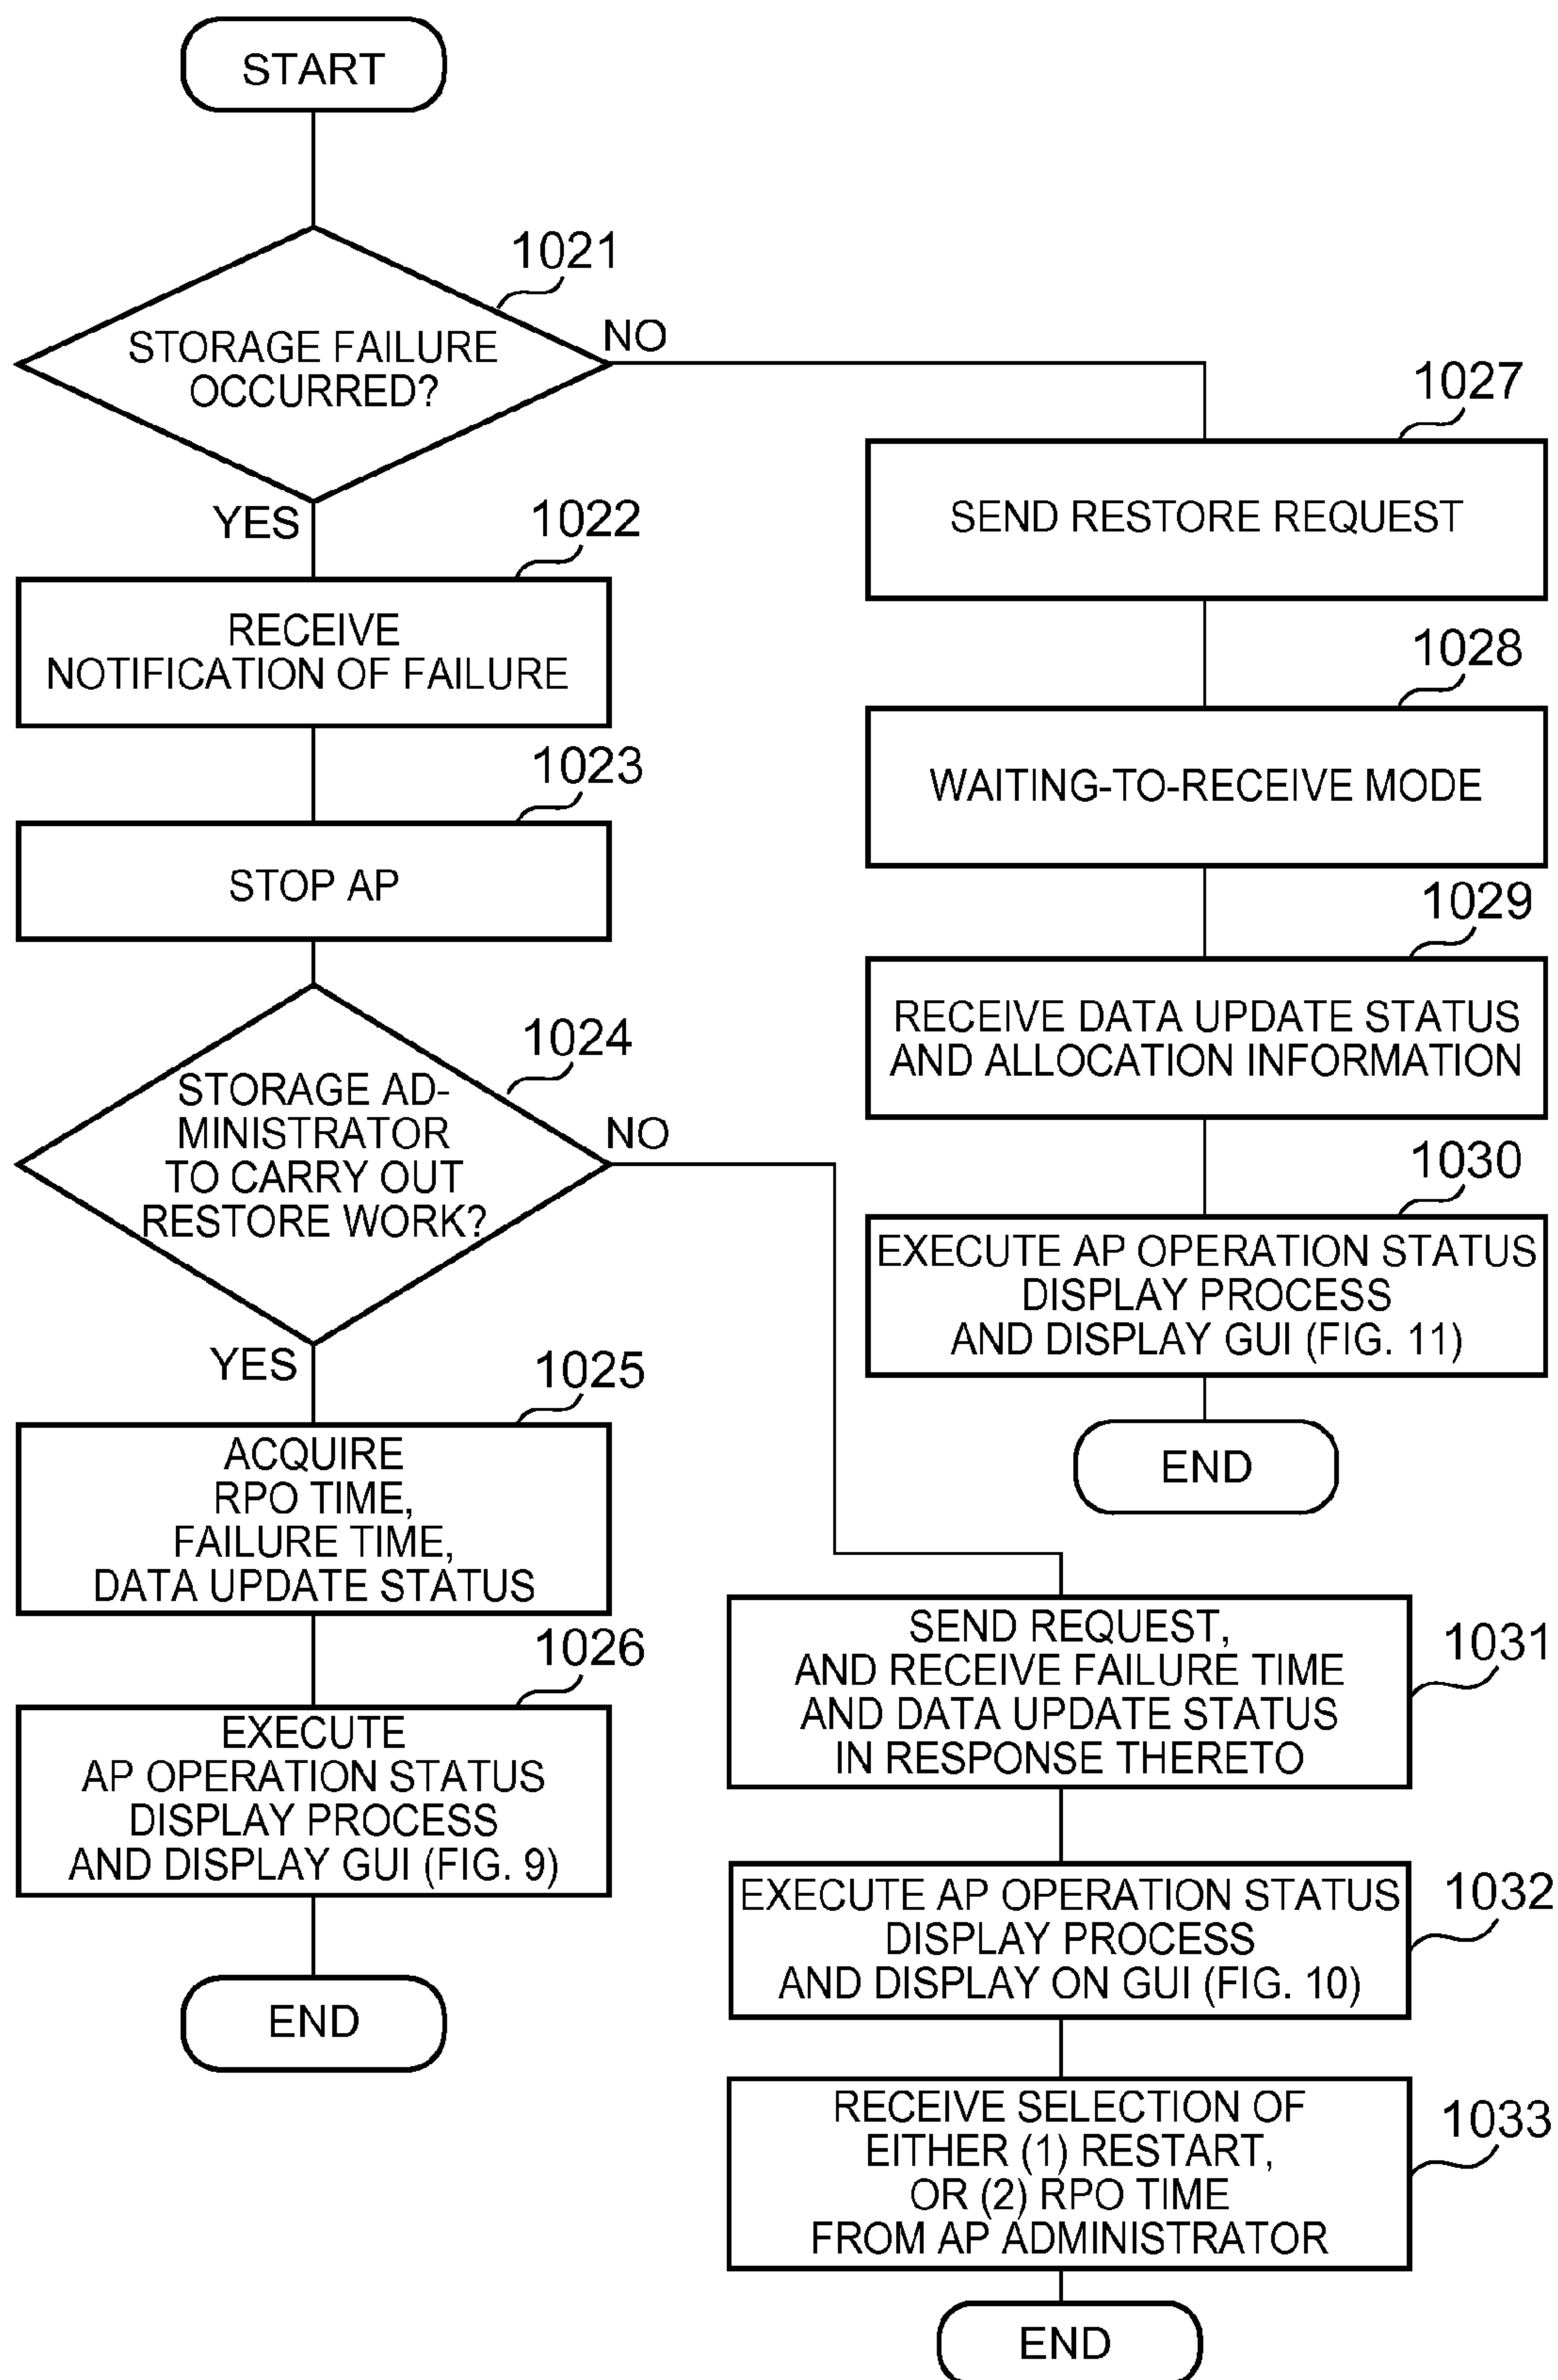 START
1021
STORAGE FAILURE
OCCURRED?
NO
YES
1022
RECEIVE
NOTIFICATION OF FAILURE
1023
STOP AP
1024
STORAGE AD-
MINISTRATOR
TO CARRY OUT
RESTORE WORK?
NO
YES
1025
ACQUIRE
RPO TIME,
FAILURE TIME,
DATA UPDATE STATUS
1026
EXECUTE
AP OPERATION STATUS
DISPLAY PROCESS
AND DISPLAY GUI (FIG. 9)
END
1027
SEND RESTORE REQUEST
1028
WAITING-TO-RECEIVE MODE
1029
RECEIVE DATA UPDATE STATUS
AND ALLOCATION INFORMATION
1030
EXECUTE AP OPERATION STATUS
DISPLAY PROCESS
AND DISPLAY GUI (FIG. 11)
END
1031
SEND REQUEST,
AND RECEIVE FAILURE TIME
AND DATA UPDATE STATUS
IN RESPONSE THERETO
1032
EXECUTE AP OPERATION STATUS
DISPLAY PROCESS
AND DISPLAY ON GUI (FIG. 10)
1033
RECEIVE SELECTION OF
EITHER (1) RESTART,
OR (2) RPO TIME
FROM AP ADMINISTRATOR
END